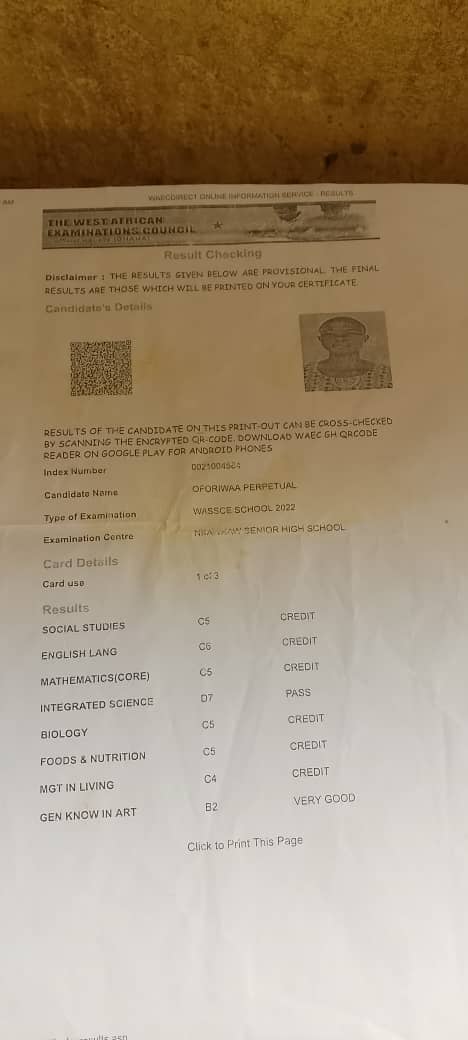 AM
WAECDIRECT ONLINE INFORMATION SERVICE - RESULTS
THE WEST AFRICAN
EXAMINATIONS COUNCIL
Result Checking
Disclaimer : THE RESULTS GIVEN BELOW ARE PROVISIONAL. THE FINAL
RESULTS ARE THOSE WHICH WILL BE PRINTED ON YOUR CERTIFICATE.
Candidate's Details
RESULTS OF THE CANDIDATE ON THIS PRINT-OUT CAN BE CROSS-CHECKED
BY SCANNING THE ENCRYPTED QR-CODE. DOWNLOAD WAEC GH QRCODE
READER ON GOOGLE PLAY FOR ANDROID PHONES
Index Number
Candidate Name OFORIWAA PERPETUAL
Type of Examination WASSCE SCHOOL 2022
Examination Centre SENIOR HIGH SCHOOL
Card Details
Card use 1 of 3
Results
SOCIAL STUDIES C5 CREDIT
ENGLISH LANG C6 CREDIT
MATHEMATICS(CORE) C5 CREDIT
INTEGRATED SCIENCE D7 PASS
BIOLOGY C5 CREDIT
FOODS & NUTRITION C5 CREDIT
MGT IN LIVING C4 CREDIT
GEN KNOW IN ART B2 VERY GOOD
Click to Print This Page